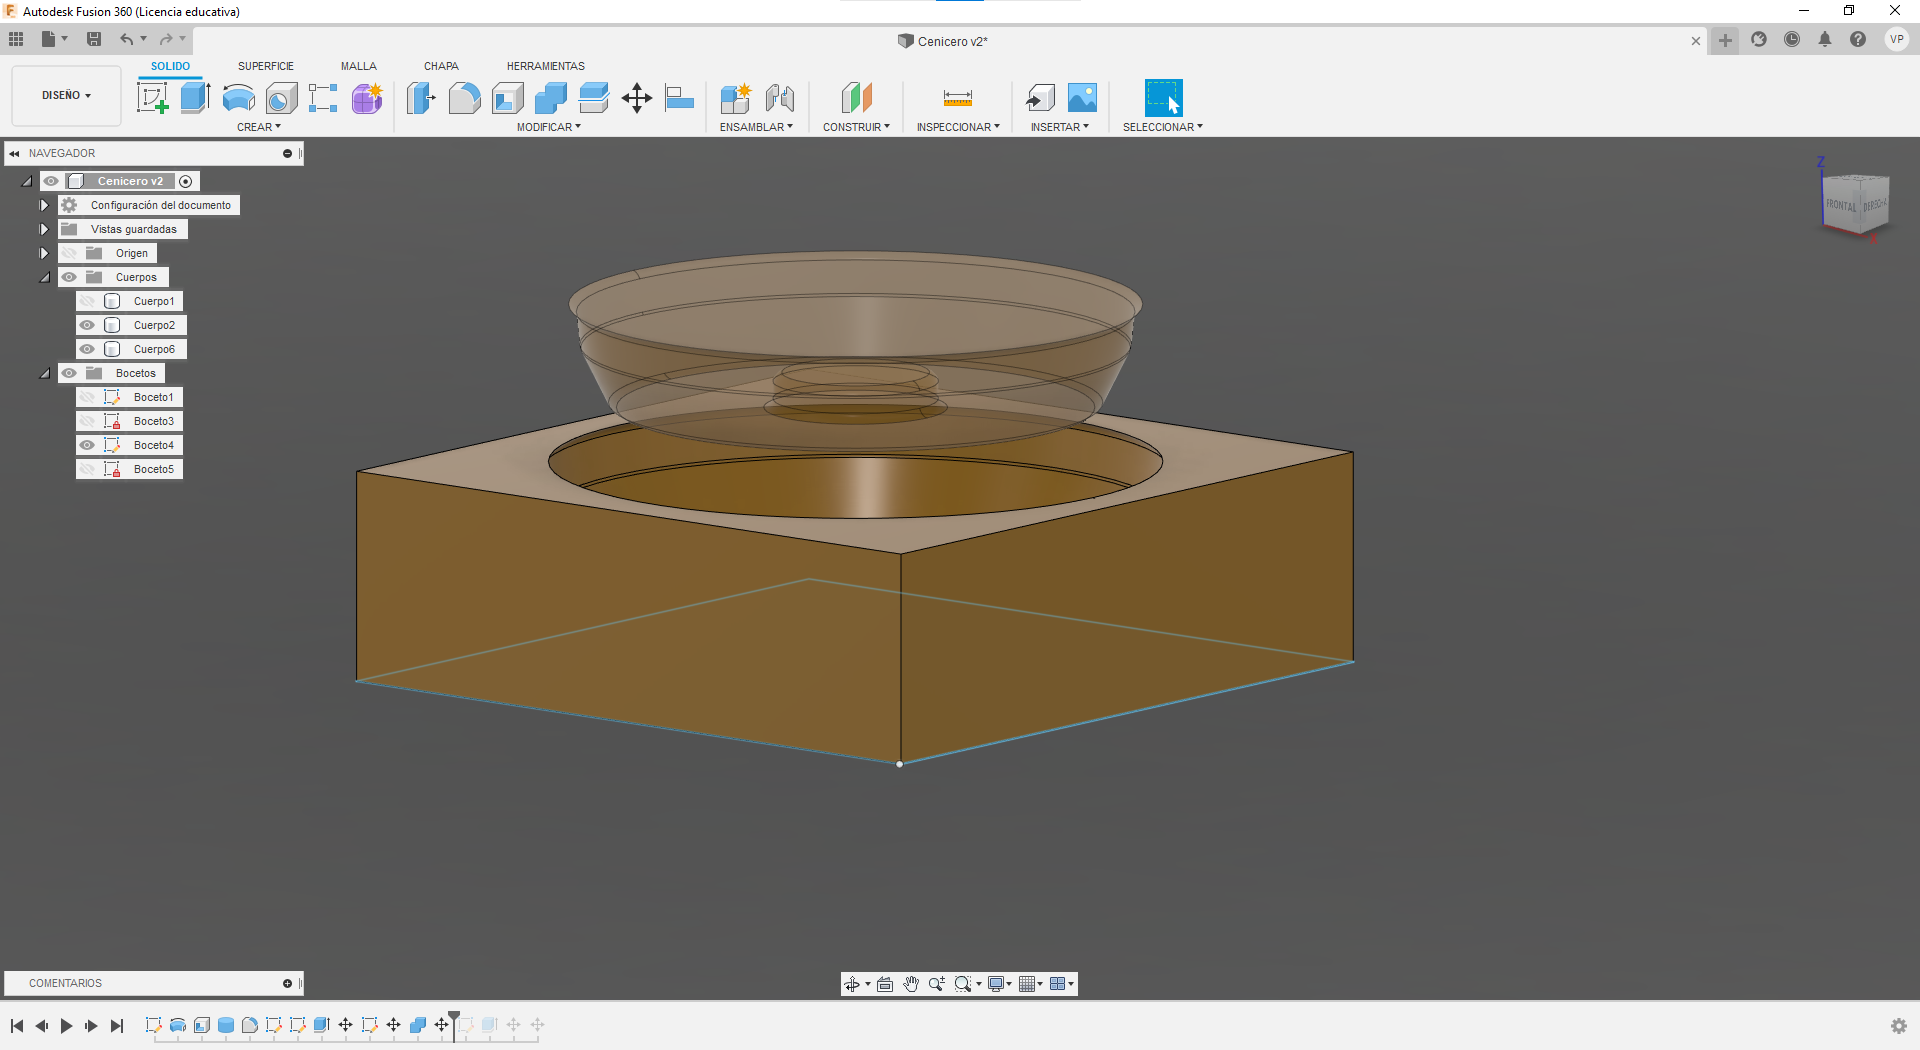 Autodesk Fusion 360 (Licencia educativa)
Cenicero v2*
VP
DISEÑO
SOLIDO SUPERFICIE MALLA CHAPA HERRAMIENTAS
CREAR MODIFICAR ENSAMBLAR CONSTRUIR INSPECCIONAR INSERTAR SELECCIONAR
NAVEGADOR
Cenicero v2
Configuración del documento
Vistas guardadas
Origen
Cuerpos
Cuerpo1
Cuerpo2
Cuerpo6
Bocetos
Boceto1
Boceto3
Boceto4
Boceto5
Z
FRONTAL
X
COMENTARIOS